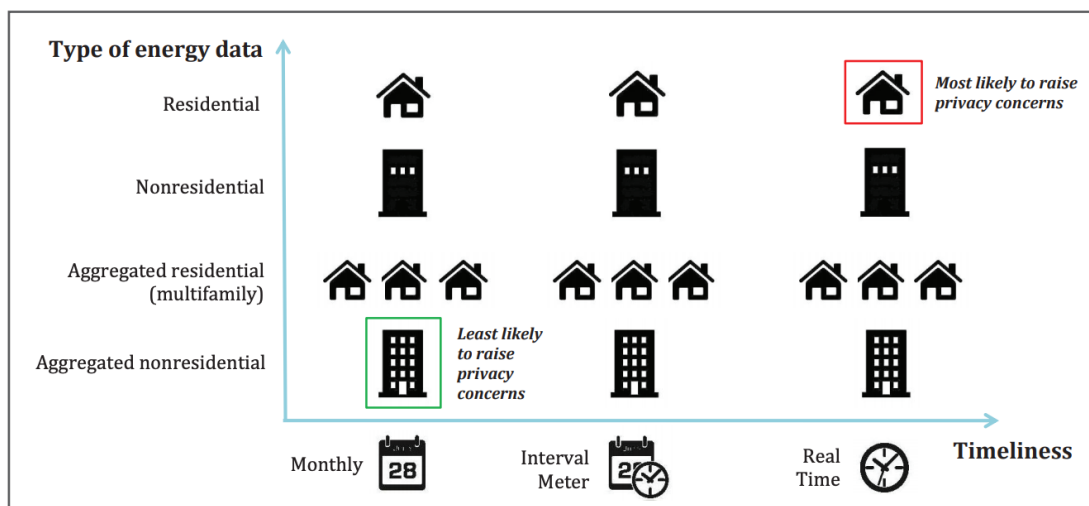 Type of energy data
Residential
Most likely to raise
privacy concerns
Nonresidential
Aggregated residential
(multifamily)
Aggregated nonresidential
Least likely
to raise
privacy
concerns
Monthly
28
Interval
Meter
Real
Time
Timeliness